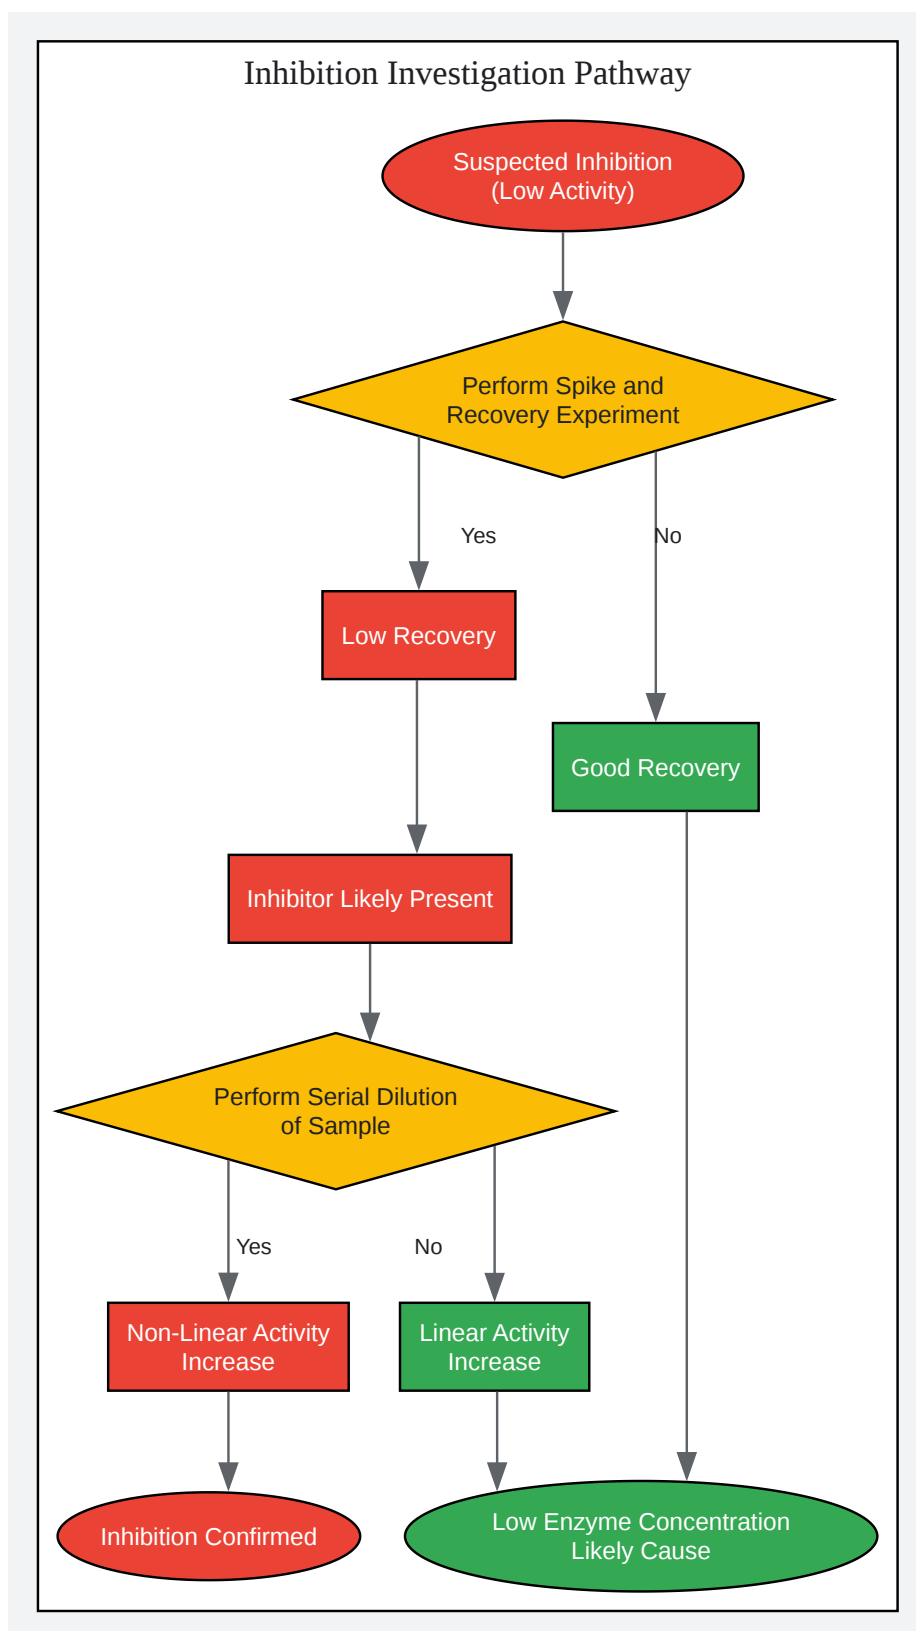 Inhibition Investigation Pathway
Suspected Inhibition
(Low Activity)
Perform Spike and
Recovery Experiment
Yes
No
Low Recovery
Good Recovery
Inhibitor Likely Present
Perform Serial Dilution
of Sample
Yes
No
Non-Linear Activity
Increase
Linear Activity
Increase
Inhibition Confirmed
Low Enzyme Concentration
Likely Cause